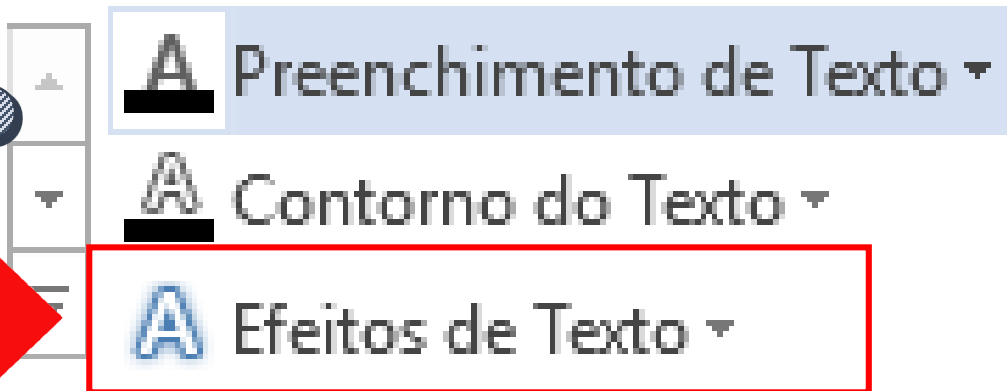 Preenchimento de Texto
Contorno do Texto
Efeitos de Texto